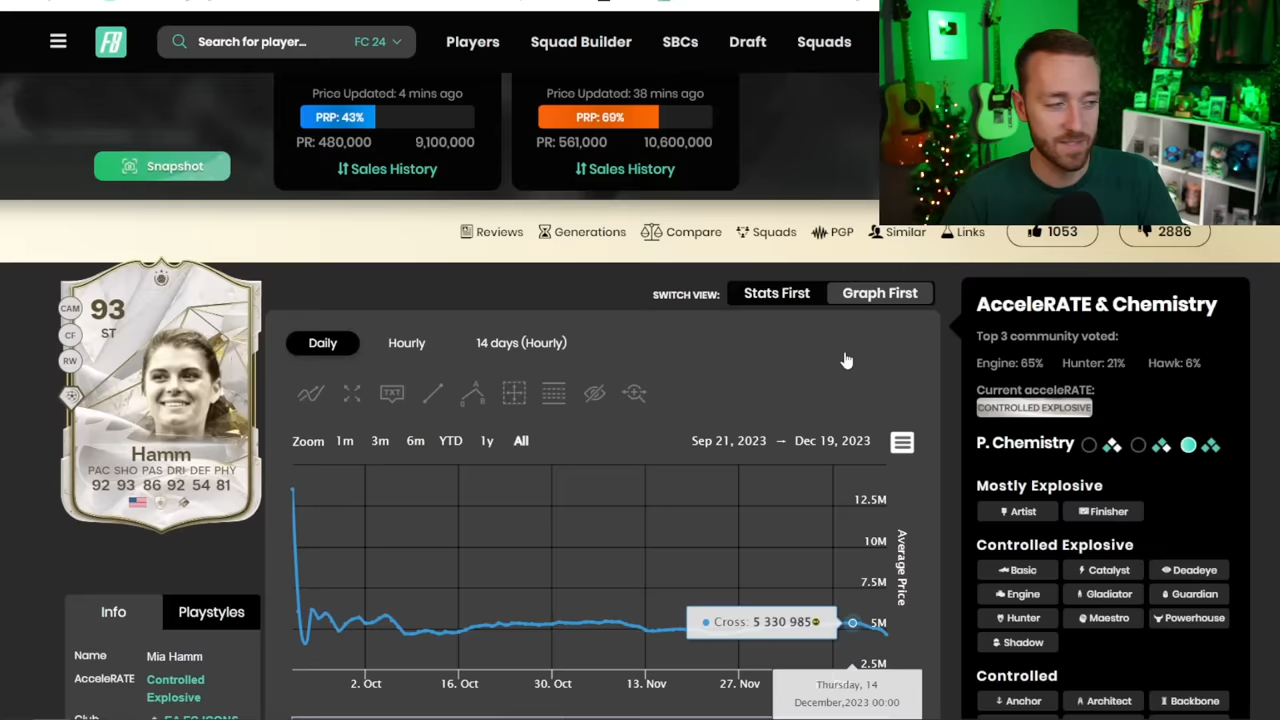 FB
Search for player...
FC 24
Players
Squad Builder
SBCs
Draft
Squads
Price Updated: 4 mins ago
PRP: 43%
PR: 480,000
9,100,000
Sales History
Price Updated: 38 mins ago
PRP: 69%
PR: 561,000
10,600,000
Sales History
Snapshot
Reviews
Generations
Compare
Squads
PGP
Similar
Links
1053
2886
93
ST
CAM
CF
RW
Hamm
PAC SHO PAS DRI DEF PHY
92 93 86 92 54 81
Info
Playstyles
Name
Mia Hamm
AcceleRATE
Controlled
Explosive
SWITCH VIEW:
Stats First
Graph First
Daily
Hourly
14 days (Hourly)
TXT
Zoom
1m
3m
6m
YTD
1y
All
Sep 21, 2023 → Dec 19, 2023
12.5M
10M
7.5M
5M
2.5M
Average Price
Cross: 5 330 985
2. Oct
16. Oct
30. Oct
13. Nov
27. Nov
Thursday, 14
December,2023 00:00
AcceleRATE & Chemistry
Top 3 community voted:
Engine: 65%
Hunter: 21%
Hawk: 6%
Current acceleRATE:
CONTROLLED EXPLOSIVE
P. Chemistry
Mostly Explosive
Artist
Finisher
Controlled Explosive
Basic
Catalyst
Deadeye
Engine
Gladiator
Guardian
Hunter
Maestro
Powerhouse
Shadow
Controlled
Anchor
Architect
Backbone